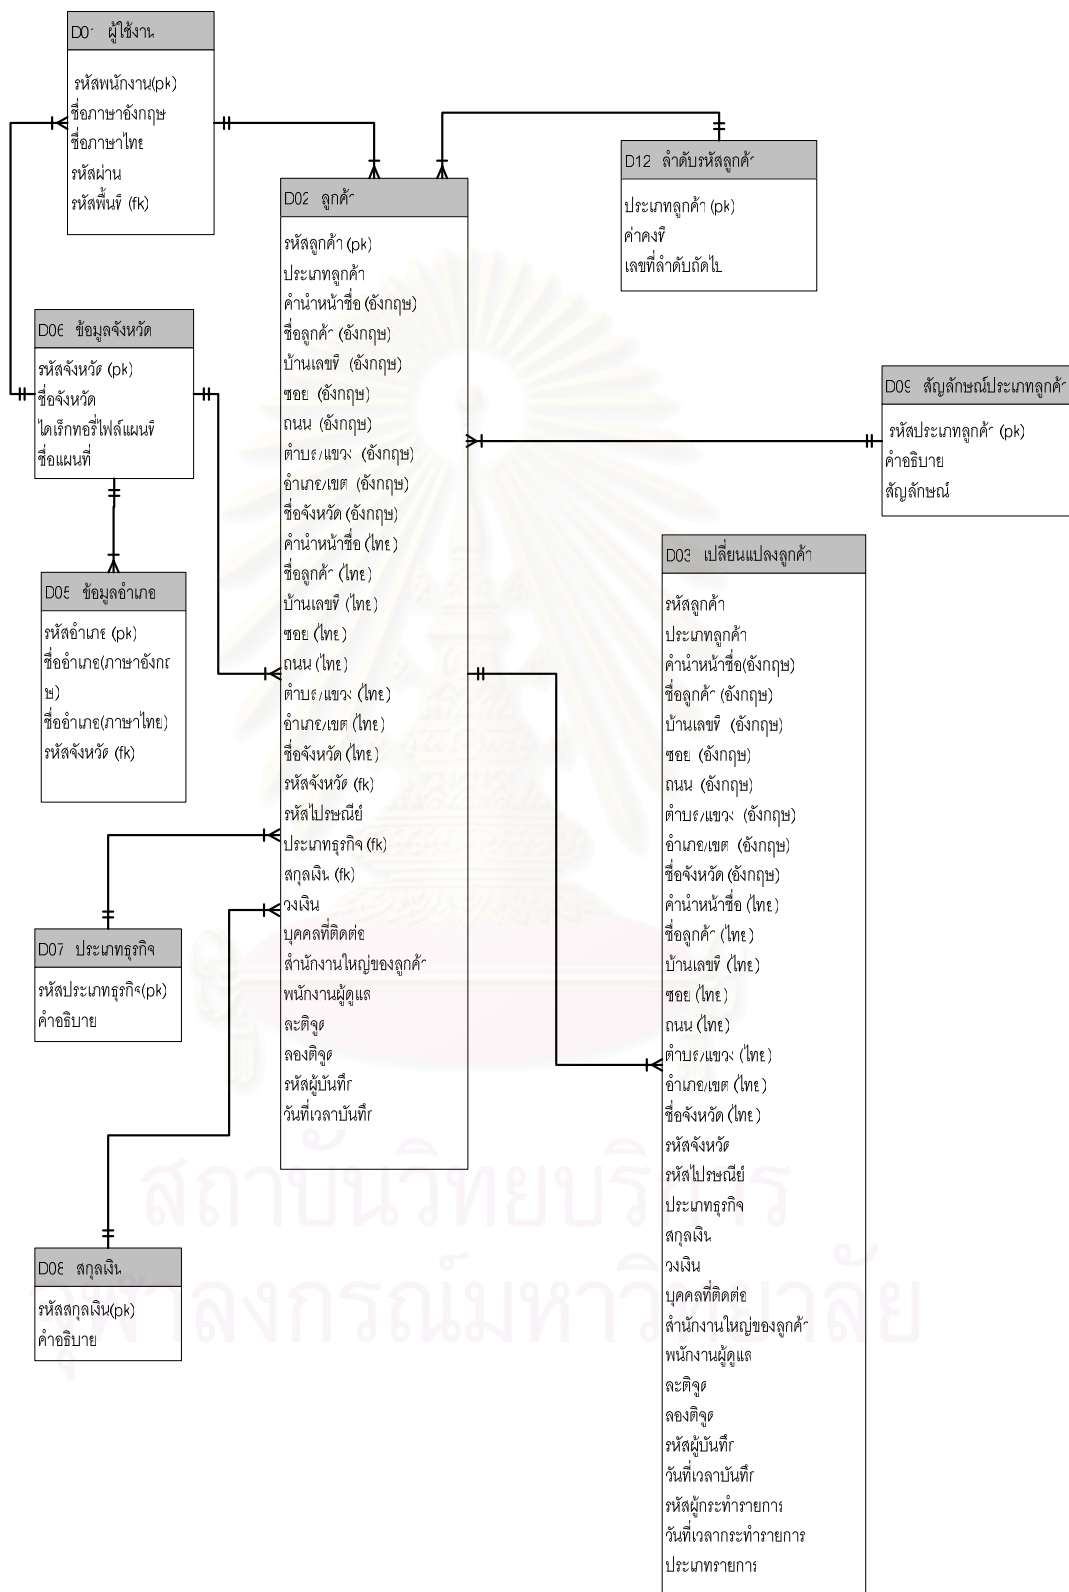 D01 ผู้ใช้งาน
รหัสพนักงาน(pk)
ชื่อภาษาอังกฤษ
ชื่อภาษาไทย
รหัสผ่าน
รหัสพื้นที่ (fk)
D12 ลำดับรหัสลูกค้า
ประเภทลูกค้า (pk)
ค่าคงที่
เลขที่ลำดับถัดไป
D02 ลูกค้า
รหัสลูกค้า (pk)
ประเภทลูกค้า
คำนำหน้าชื่อ (อังกฤษ)
ชื่อลูกค้า (อังกฤษ)
บ้านเลขที่ (อังกฤษ)
ซอย (อังกฤษ)
ถนน (อังกฤษ)
ตำบล/แขวง (อังกฤษ)
อำเภอ/เขต (อังกฤษ)
ชื่อจังหวัด (อังกฤษ)
คำนำหน้าชื่อ (ไทย)
ชื่อลูกค้า (ไทย)
บ้านเลขที่ (ไทย)
ซอย (ไทย)
ถนน (ไทย)
ตำบล/แขวง (ไทย)
อำเภอ/เขต (ไทย)
ชื่อจังหวัด (ไทย)
รหัสจังหวัด (fk)
รหัสไปรษณีย์
ประเภทธุรกิจ (fk)
สกุลเงิน (fk)
วงเงิน
บุคคลที่ติดต่อ
สำนักงานใหญ่ของลูกค้า
พนักงานผู้ดูแล
ละติจูด
ลองติจูด
รหัสผู้บันทึก
วันที่เวลาบันทึก
D06 ข้อมูลจังหวัด
รหัสจังหวัด (pk)
ชื่อจังหวัด
ไดเร็กทอรี่ไฟล์แผนที่
ชื่อแผนที่
D09 สัญลักษณ์ประเภทลูกค้า
รหัสประเภทลูกค้า (pk)
คำอธิบาย
สัญลักษณ์
D05 ข้อมูลอำเภอ
รหัสอำเภอ (pk)
ชื่ออำเภอ(ภาษาอังก
ษ)
ชื่ออำเภอ(ภาษาไทย)
รหัสจังหวัด (fk)
D03 เปลี่ยนแปลงลูกค้า
รหัสลูกค้า
ประเภทลูกค้า
คำนำหน้าชื่อ(อังกฤษ)
ชื่อลูกค้า (อังกฤษ)
บ้านเลขที่ (อังกฤษ)
ซอย (อังกฤษ)
ถนน (อังกฤษ)
ตำบล/แขวง (อังกฤษ)
อำเภอ/เขต (อังกฤษ)
ชื่อจังหวัด (อังกฤษ)
คำนำหน้าชื่อ (ไทย)
ชื่อลูกค้า (ไทย)
บ้านเลขที่ (ไทย)
ซอย (ไทย)
ถนน (ไทย)
ตำบล/แขวง (ไทย)
อำเภอ/เขต (ไทย)
ชื่อจังหวัด (ไทย)
รหัสจังหวัด
รหัสไปรษณีย์
ประเภทธุรกิจ
สกุลเงิน
วงเงิน
บุคคลที่ติดต่อ
สำนักงานใหญ่ของลูกค้า
พนักงานผู้ดูแล
ละติจูด
ลองติจูด
รหัสผู้บันทึก
วันที่เวลาบันทึก
รหัสผู้กระทำรายการ
วันที่เวลากระทำรายการ
ประเภทรายการ
D07 ประเภทธุรกิจ
รหัสประเภทธุรกิจ(pk)
คำอธิบาย
D08 สกุลเงิน
รหัสสกุลเงิน(pk)
คำอธิบาย
สถาบันวิทยบริการ
จุฬาลงกรณ์มหาวิทยาลัย